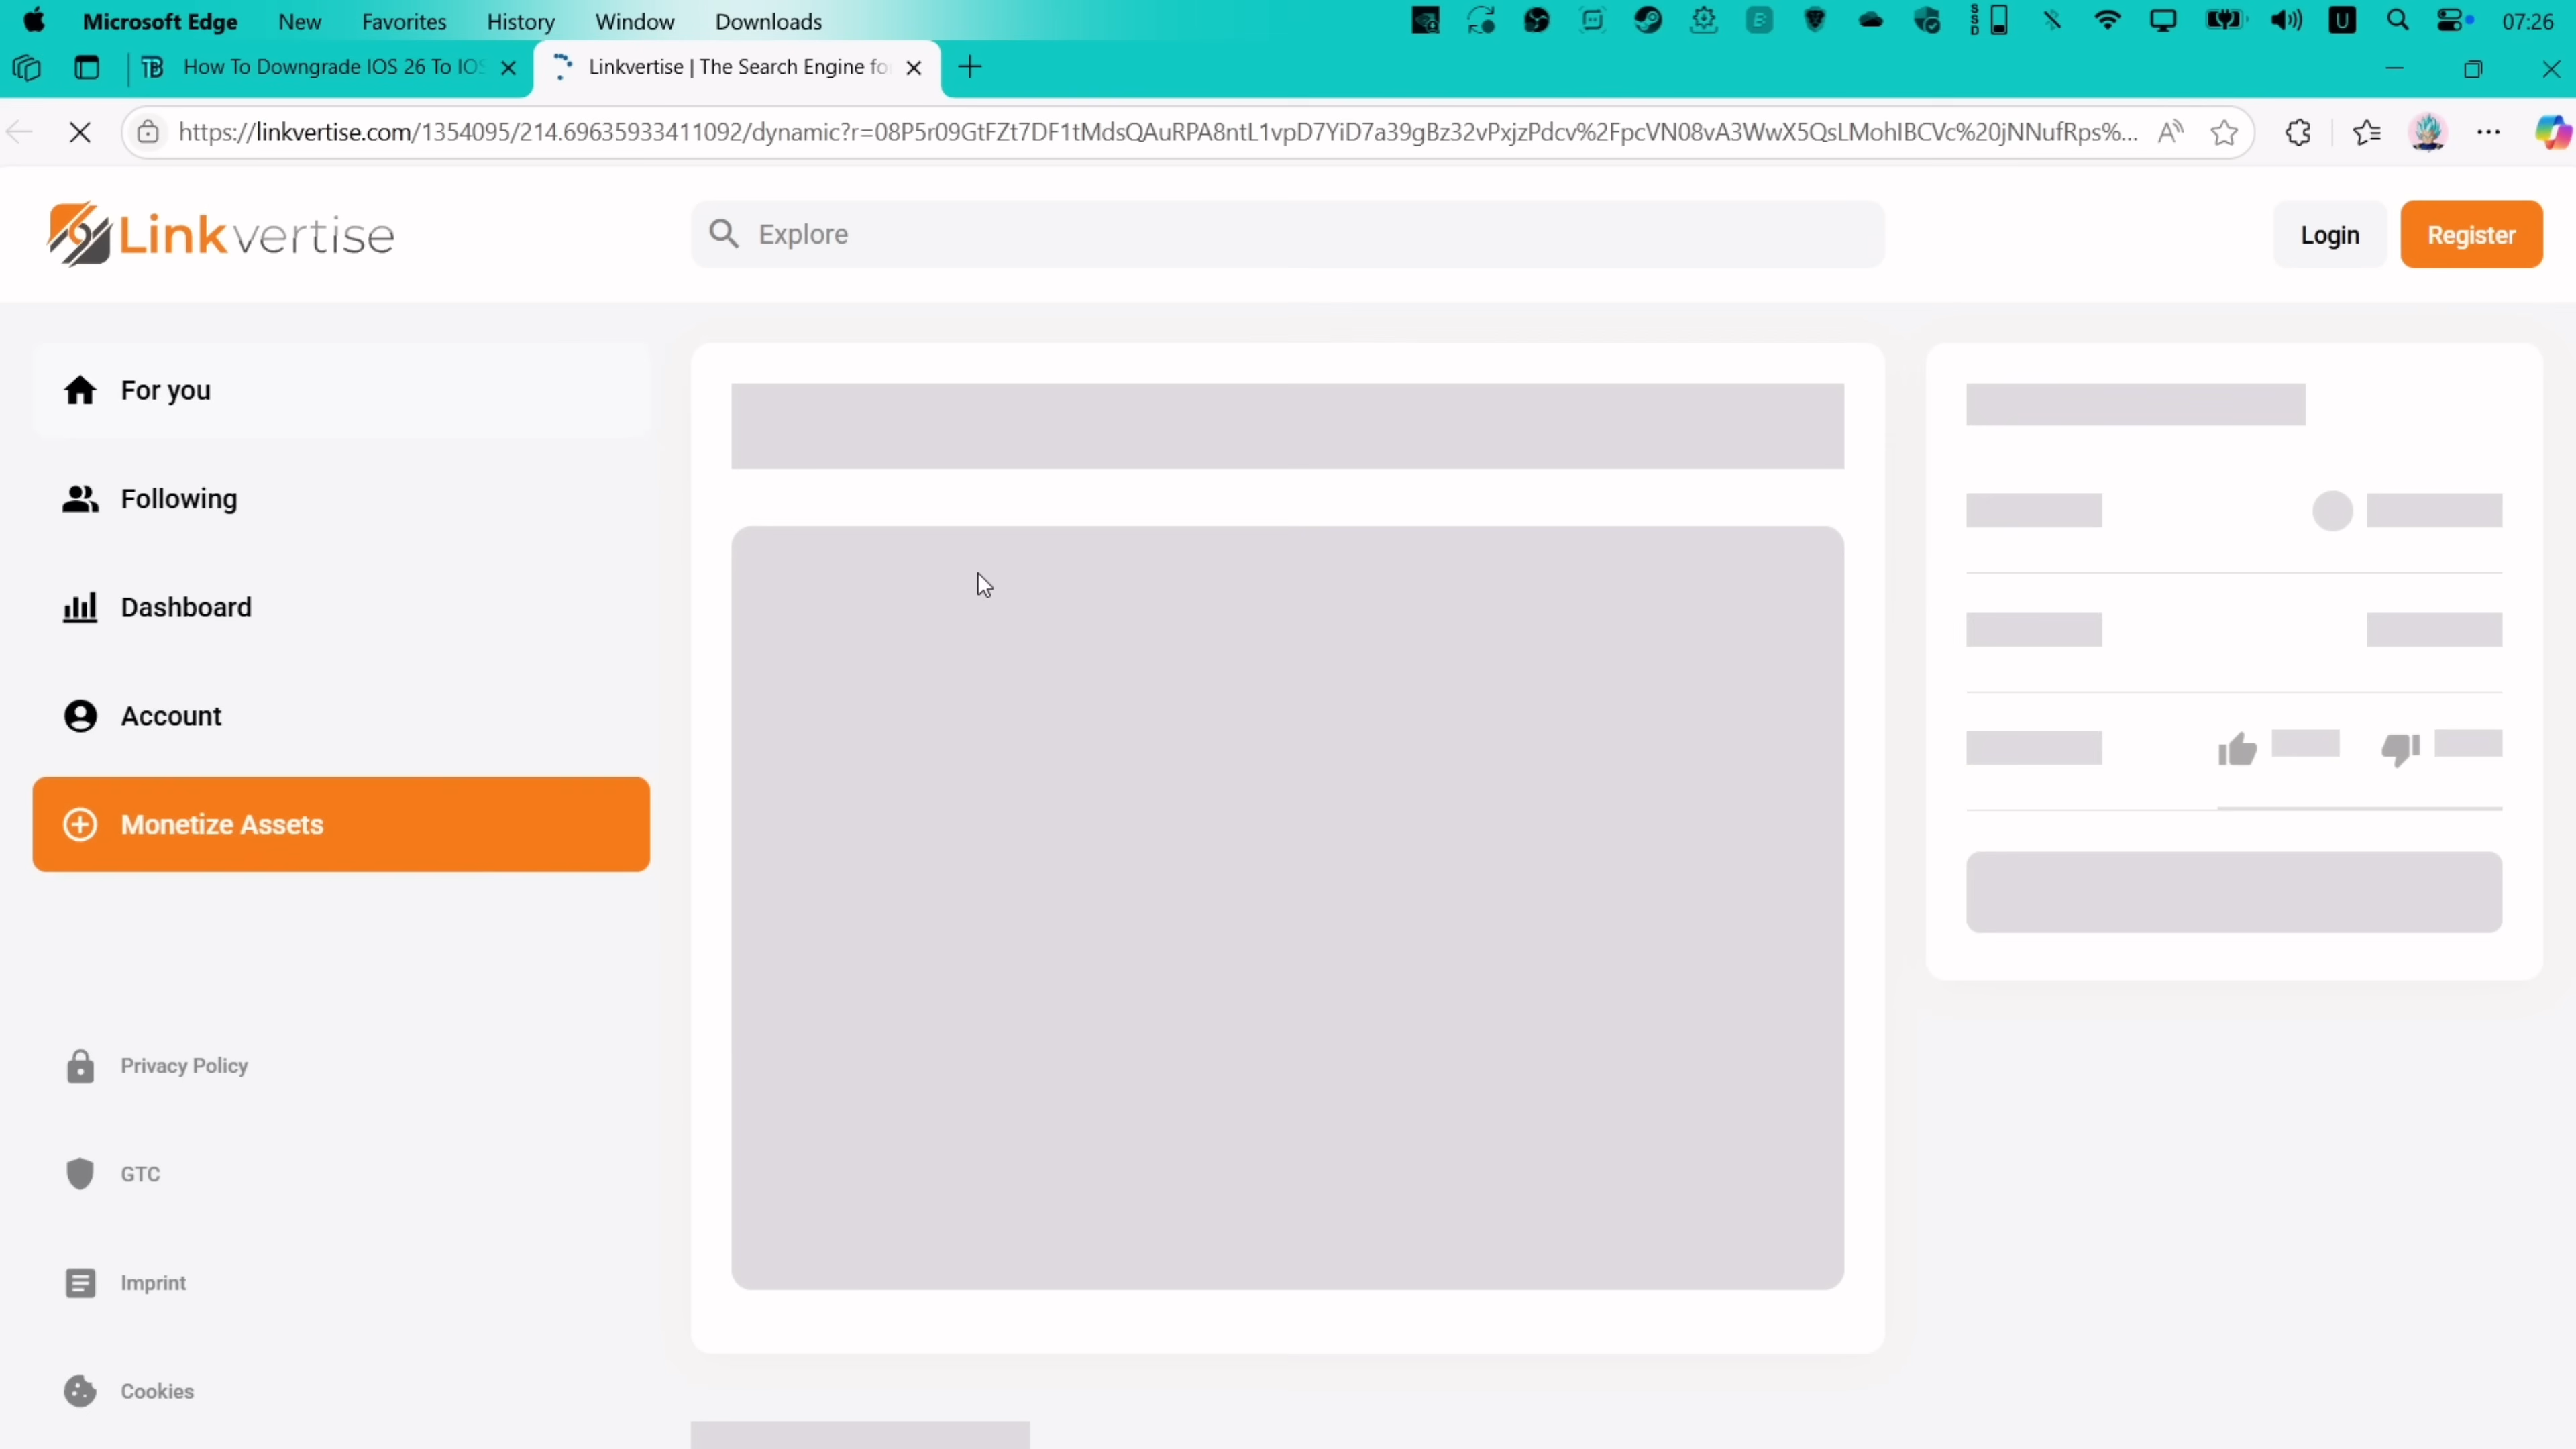 Microsoft Edge New Favorites History Window Downloads
SSD
U
07:26
How To Downgrade IOS 26 To IOS
Linkvertise | The Search Engine fo
https://linkvertise.com/1354095/214.69635933411092/dynamic?r=08P5r09GtFZt7DF1tMdsQAuRPA8ntL1vpD7YiD7a39gBz32vPxjzPdcv%2FpcVN08vA3WwX5QsLMohIBCVc%20jNNufRps%...
Linkvertise
Explore
Login
Register
For you
Following
Dashboard
Account
Monetize Assets
Privacy Policy
GTC
Imprint
Cookies